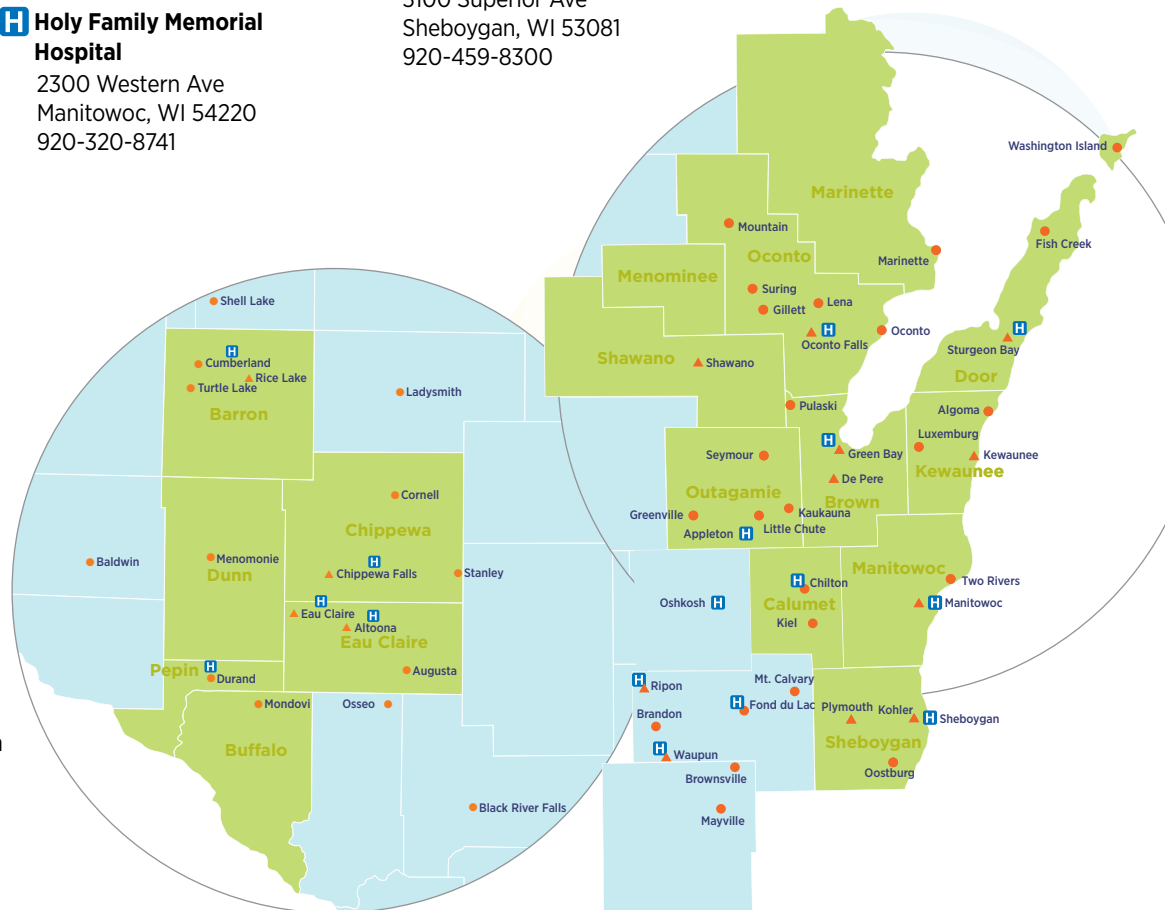 H Holy Family Memorial
Hospital
2300 Western Ave
Manitowoc, WI 54220
920-320-8741
3100 Superior Ave
Sheboygan, WI 53081
920-459-8300
Washington Island
Marinette
Mountain
Fish Creek
Oconto
Marinette
Menominee
Suring
Lena
Gillett
H
Oconto
H
Oconto Falls
Sturgeon Bay
Shawano
Shawano
Door
Pulaski
Algoma
Luxemburg
H
Green Bay
Kewaunee
Seymour
Kewaunee
De Pere
Outagamie
Brown
Kaukauna
Greenville
Little Chute
Appleton H
Manitowoc
H
Chilton
Two Rivers
Oshkosh H
Calumet
H Manitowoc
Kiel
H
Ripon
Mt. Calvary
H
Fond du Lac
Plymouth
Kohler
Brandon
H Sheboygan
Sheboygan
H
Waupun
Brownsville
Oostburg
Mayville
Shell Lake
H
Cumberland
Rice Lake
Turtle Lake
Ladysmith
Barron
Cornell
Chippewa
Baldwin
Menomonie
H
Dunn
Chippewa Falls
Stanley
H
Eau Claire
H
Altoona
Eau Claire
Pepin H
Durand
Augusta
Mondovi
Osseo
Buffalo
Black River Falls